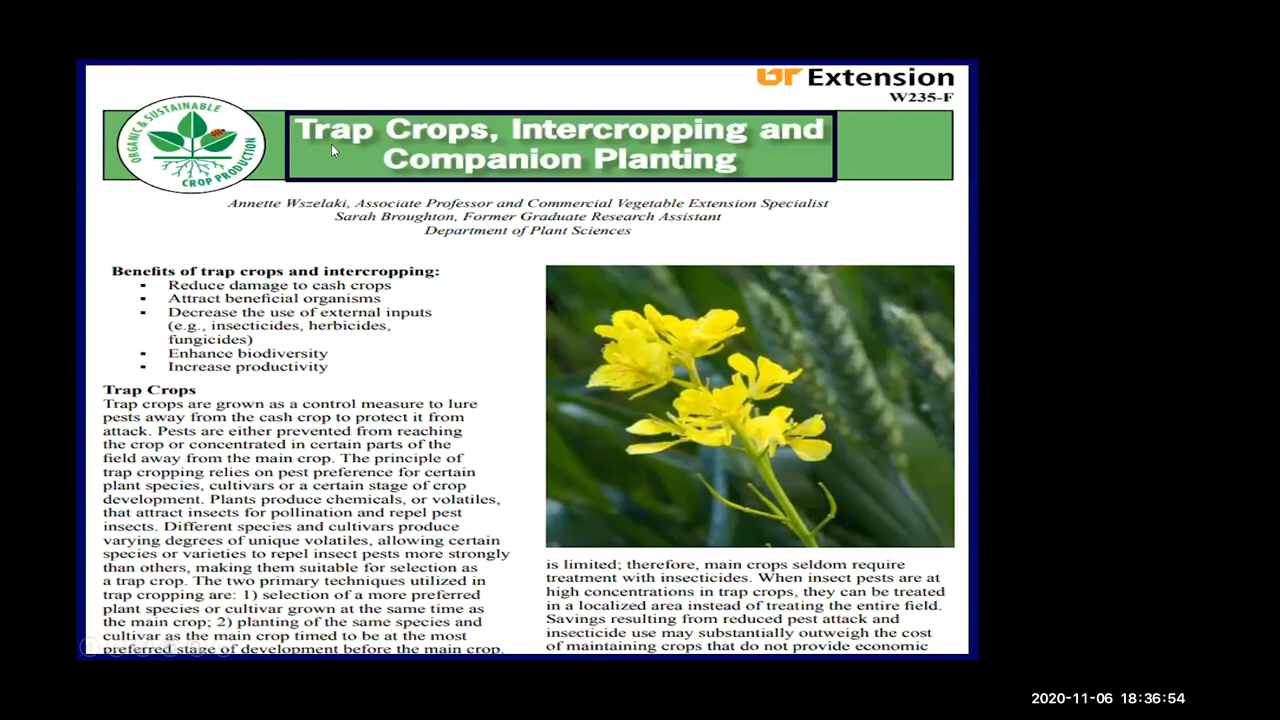 UT Extension
W235-F
ORGANIC & SUSTAINABLE
CROP PRODUCTION
Trap Crops, Intercropping and
Companion Planting
Annette Wszelaki, Associate Professor and Commercial Vegetable Extension Specialist
Sarah Broughton, Former Graduate Research Assistant
Department of Plant Sciences
Benefits of trap crops and intercropping:
▪ Reduce damage to cash crops
▪ Attract beneficial organisms
▪ Decrease the use of external inputs
(e.g., insecticides, herbicides,
fungicides)
▪ Enhance biodiversity
▪ Increase productivity
Trap Crops
Trap crops are grown as a control measure to lure
pests away from the cash crop to protect it from
attack. Pests are either prevented from reaching
the crop or concentrated in certain parts of the
field away from the main crop. The principle of
trap cropping relies on pest preference for certain
plant species, cultivars or a certain stage of crop
development. Plants produce chemicals, or volatiles,
that attract insects for pollination and repel pest
insects. Different species and cultivars produce
varying degrees of unique volatiles, allowing certain
species or varieties to repel insect pests more strongly
than others, making them suitable for selection as
a trap crop. The two primary techniques utilized in
trap cropping are: 1) selection of a more preferred
plant species or cultivar grown at the same time as
the main crop; 2) planting of the same species and
cultivar as the main crop timed to be at the most
preferred stage of development before the main crop.
is limited; therefore, main crops seldom require
treatment with insecticides. When insect pests are at
high concentrations in trap crops, they can be treated
in a localized area instead of treating the entire field.
Savings resulting from reduced pest attack and
insecticide use may substantially outweigh the cost
of maintaining crops that do not provide economic
2020-11-06 18:36:54